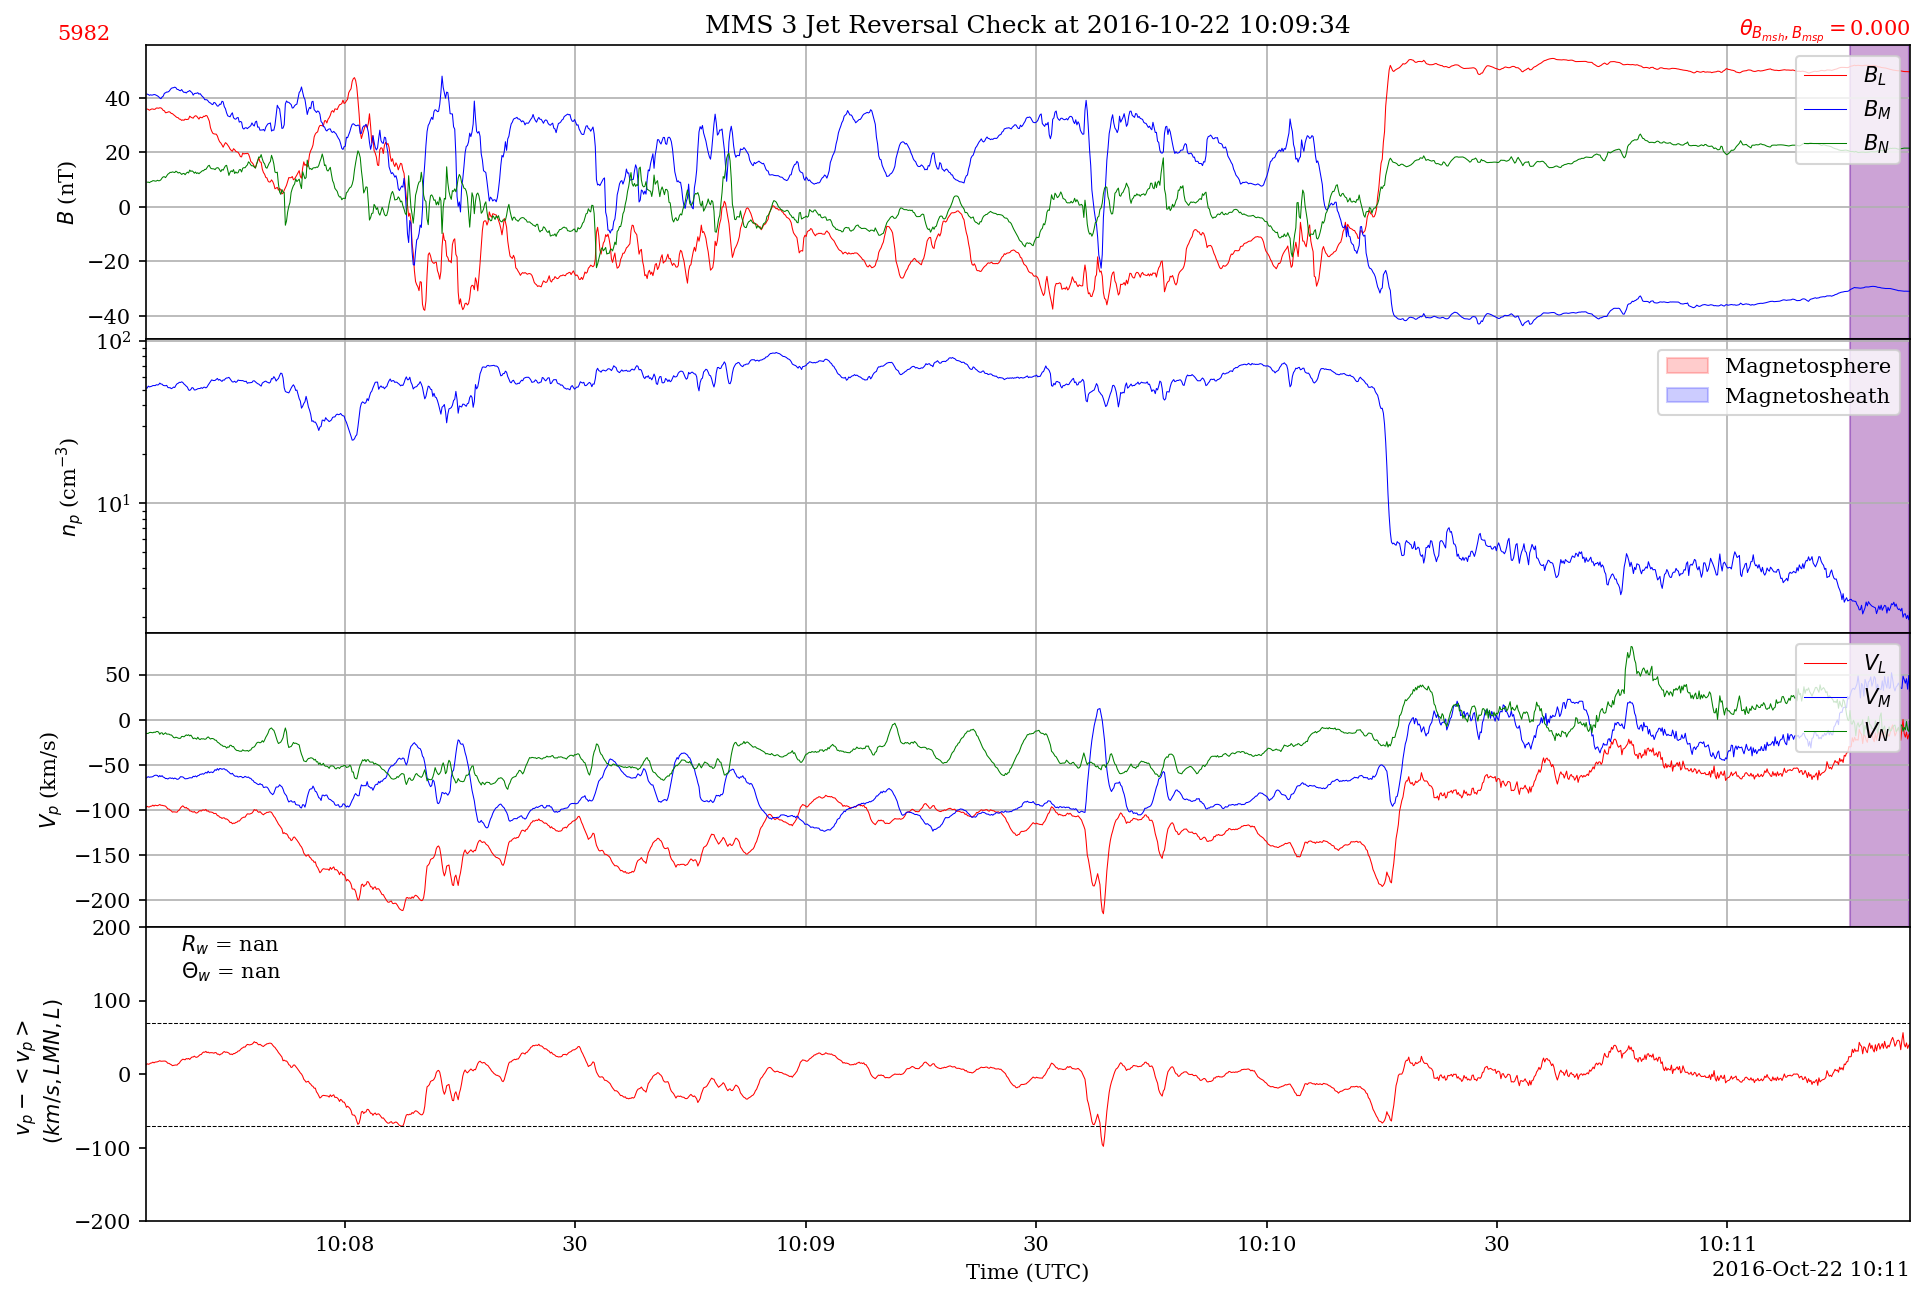 MMS 3 Jet Reversal Check at 2016-10-22 10:09:34
5982
θ_{B_{msh}, B_{msp}} = 0.000
B (nT)
40
20
0
−20
−40
B_L
B_M
B_N
n_p (cm^{−3})
10^2
10^1
Magnetosphere
Magnetosheath
V_p (km/s)
50
0
−50
−100
−150
−200
V_L
V_M
V_N
v_p − < v_p >
(km/s, LMN, L)
200
100
0
−100
−200
R_w = nan
Θ_w = nan
10:08 30 10:09 30 10:10 30 10:11
Time (UTC)
2016-Oct-22 10:11